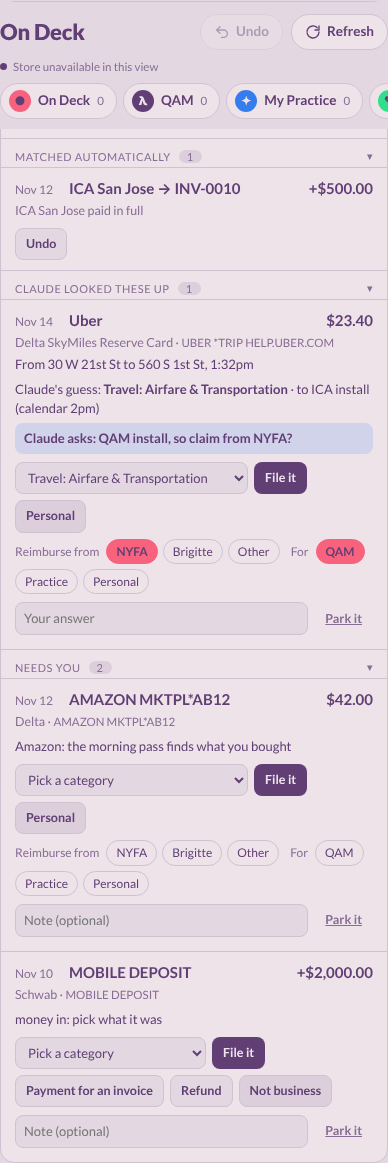 On Deck
Undo
Refresh
Store unavailable in this view
On Deck 0
λ QAM 0
My Practice 0
MATCHED AUTOMATICALLY 1
Nov 12 ICA San Jose → INV-0010 +$500.00
ICA San Jose paid in full
Undo
CLAUDE LOOKED THESE UP 1
Nov 14 Uber $23.40
Delta SkyMiles Reserve Card · UBER *TRIP HELP.UBER.COM
From 30 W 21st St to 560 S 1st St, 1:32pm
Claude's guess: Travel: Airfare & Transportation · to ICA install
(calendar 2pm)
Claude asks: QAM install, so claim from NYFA?
Travel: Airfare & Transportation File it
Personal
Reimburse from NYFA Brigitte Other For QAM
Practice Personal
Your answer Park it
NEEDS YOU 2
Nov 12 AMAZON MKTPL*AB12 $42.00
Delta · AMAZON MKTPL*AB12
Amazon: the morning pass finds what you bought
Pick a category File it
Personal
Reimburse from NYFA Brigitte Other For QAM
Practice Personal
Note (optional) Park it
Nov 10 MOBILE DEPOSIT +$2,000.00
Schwab · MOBILE DEPOSIT
money in: pick what it was
Pick a category File it
Payment for an invoice Refund Not business
Note (optional) Park it